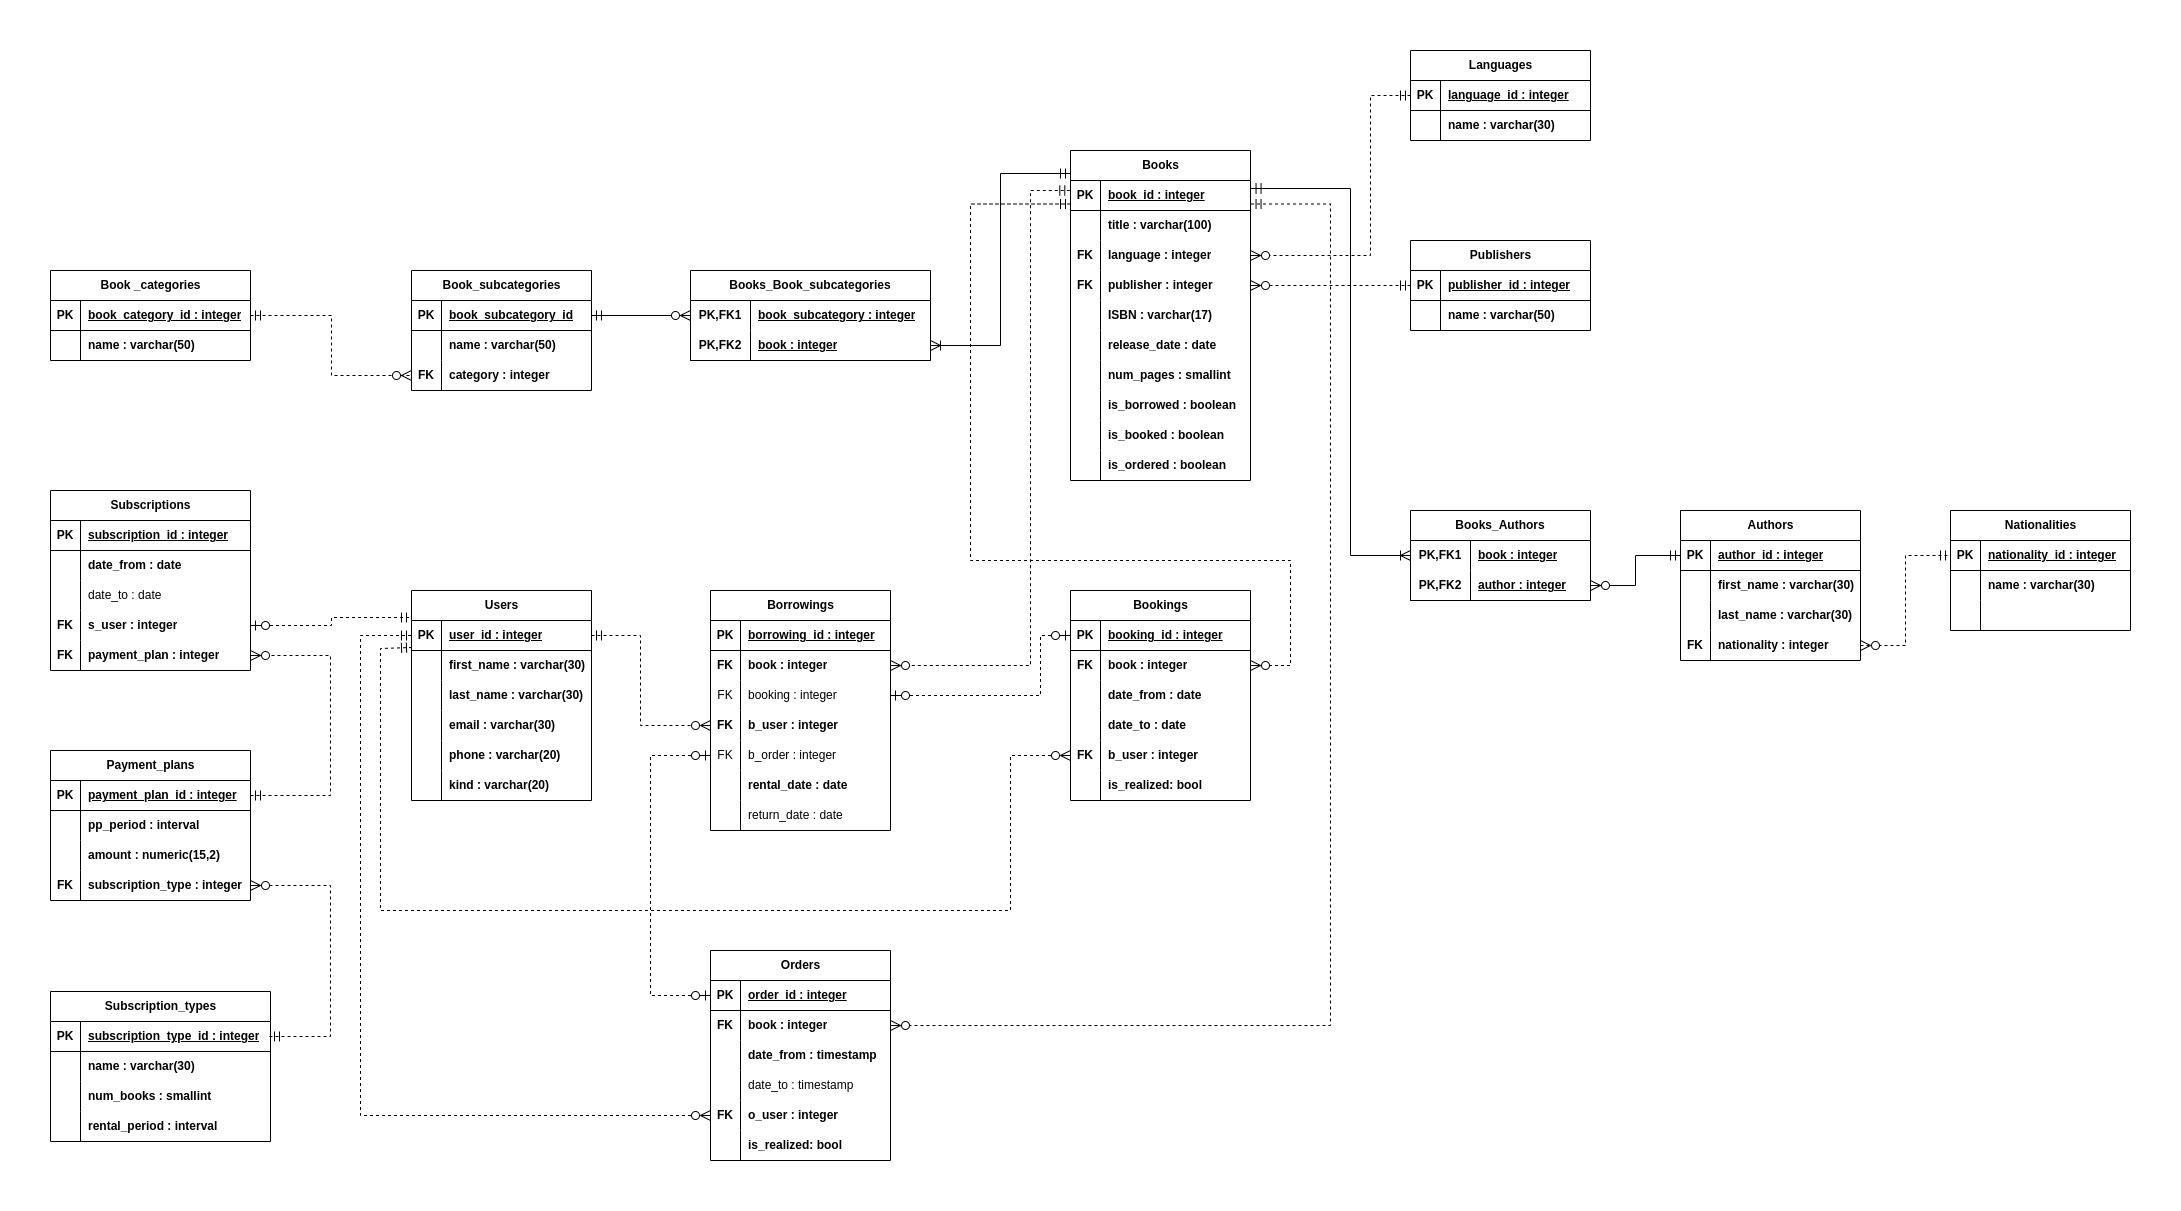 Languages
PK language_id : integer
name : varchar(30)
Books
PK book_id : integer
title : varchar(100)
FK language : integer
FK publisher : integer
ISBN : varchar(17)
release_date : date
num_pages : smallint
is_borrowed : boolean
is_booked : boolean
is_ordered : boolean
Publishers
PK publisher_id : integer
name : varchar(50)
Book _categories
PK book_category_id : integer
name : varchar(50)
Book_subcategories
PK book_subcategory_id
name : varchar(50)
FK category : integer
Books_Book_subcategories
PK,FK1 book_subcategory : integer
PK,FK2 book : integer
Subscriptions
PK subscription_id : integer
date_from : date
date_to : date
FK s_user : integer
FK payment_plan : integer
Users
PK user_id : integer
first_name : varchar(30)
last_name : varchar(30)
email : varchar(30)
phone : varchar(20)
kind : varchar(20)
Borrowings
PK borrowing_id : integer
FK book : integer
FK booking : integer
FK b_user : integer
FK b_order : integer
rental_date : date
return_date : date
Bookings
PK booking_id : integer
FK book : integer
date_from : date
date_to : date
FK b_user : integer
is_realized: bool
Books_Authors
PK,FK1 book : integer
PK,FK2 author : integer
Authors
PK author_id : integer
first_name : varchar(30)
last_name : varchar(30)
FK nationality : integer
Nationalities
PK nationality_id : integer
name : varchar(30)
Payment_plans
PK payment_plan_id : integer
pp_period : interval
amount : numeric(15,2)
FK subscription_type : integer
Subscription_types
PK subscription_type_id : integer
name : varchar(30)
num_books : smallint
rental_period : interval
Orders
PK order_id : integer
FK book : integer
date_from : timestamp
date_to : timestamp
FK o_user : integer
is_realized: bool